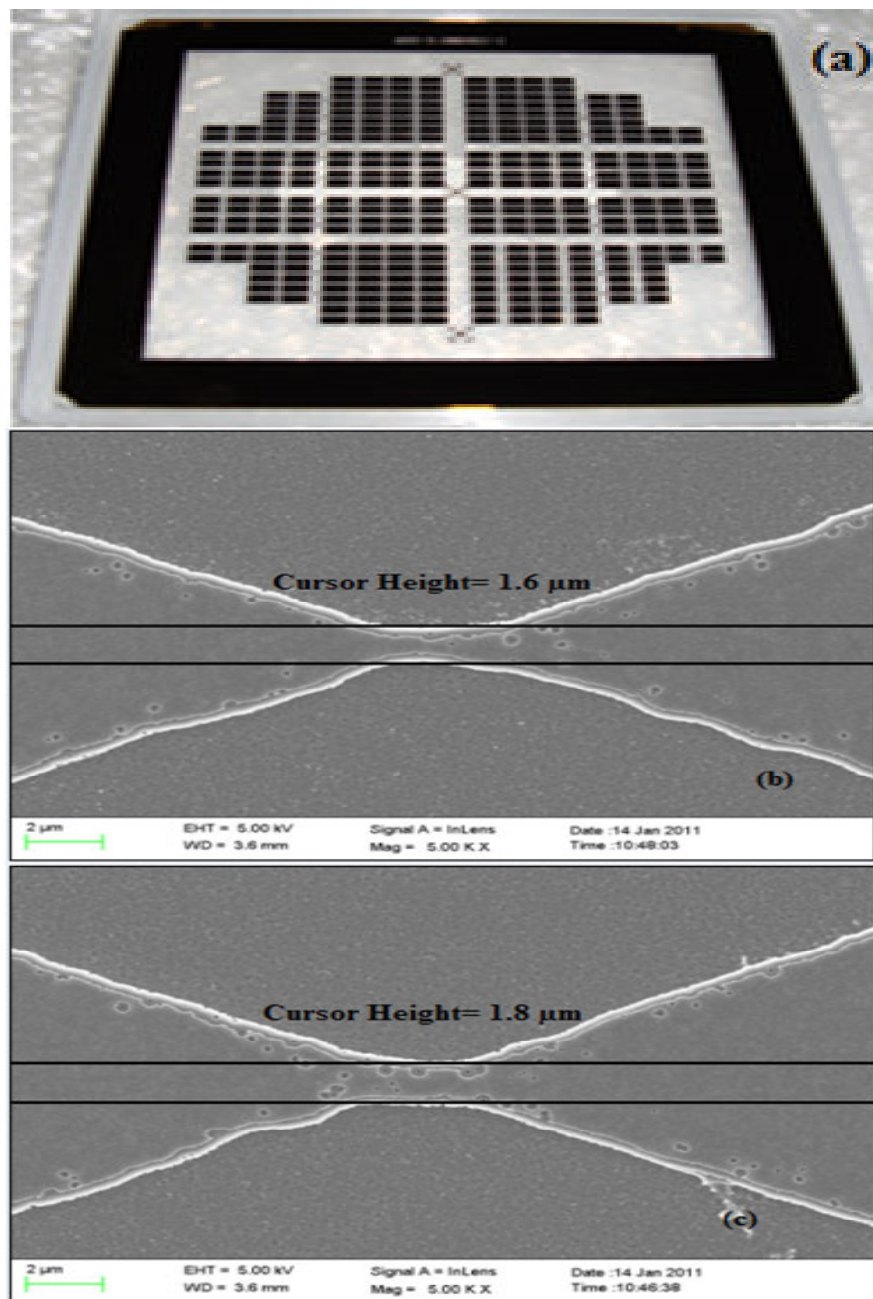 (a)
Cursor Height= 1.6 μm
(b)
2 μm
EHT = 5.00 kV
Signal A = InLens
Date :14 Jan 2011
WD = 3.6 mm
Mag = 5.00 K X
Time :10:48:03
Cursor Height= 1.8 μm
(c)
2 μm
EHT = 5.00 kV
Signal A = InLens
Date :14 Jan 2011
WD = 3.6 mm
Mag = 5.00 K X
Time :10:46:38